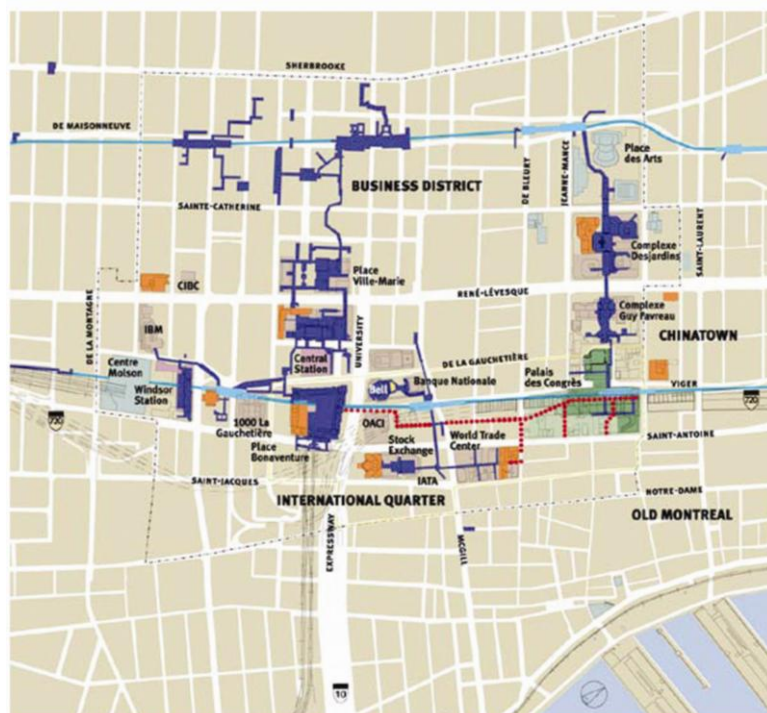 SHERBROOKE
DE MAISONNEUVE
Place
des Arts
DE BLEURY
JEANNE-MANCE
BUSINESS DISTRICT
SAINTE-CATHERINE
SAINT-LAURENT
Complexe
Desjardins
Place
Ville-Marie
CIBC
RENÉ-LÉVESQUE
DE LA MONTAGNE
UNIVERSITY
Complexe
Guy Favreau
IBM
CHINATOWN
Centre
Molson
Windsor
Station
Central
Station
DE LA GAUCHETIÈRE
Bell
Banque Nationale
Palais
des Congrès
VIGER
720
720
1000 La
Gauchetière
Place
Bonaventure
OACI
Stock
Exchange
World Trade
Center
SAINT-ANTOINE
SAINT-JACQUES
IATA
INTERNATIONAL QUARTER
NOTRE-DAME
OLD MONTREAL
EXPRESSWAY
MCGILL
10